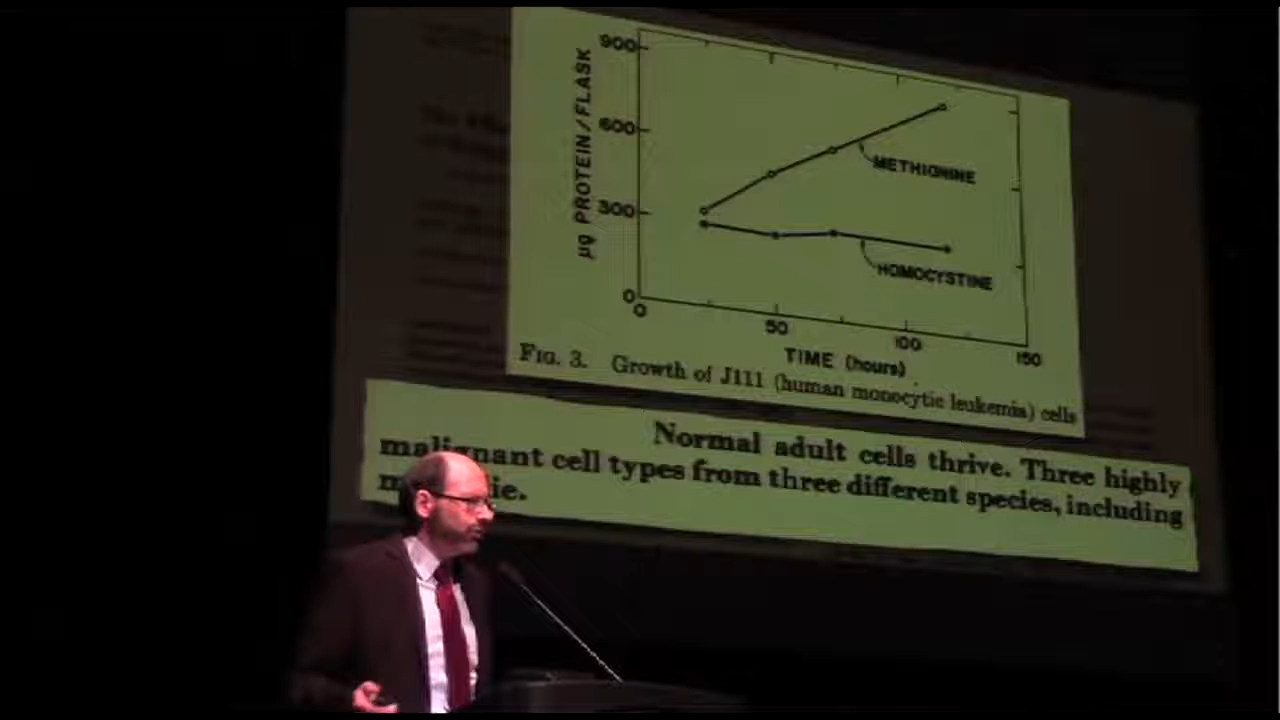 900
600
300
0
µg PROTEIN/FLASK
METHIONINE
HOMOCYSTINE
0
50
100
150
TIME (hours)
FIG. 3. Growth of J111 (human monocytic leukemia) cells
Normal adult cells thrive. Three highly
malignant cell types from three different species, including
die.